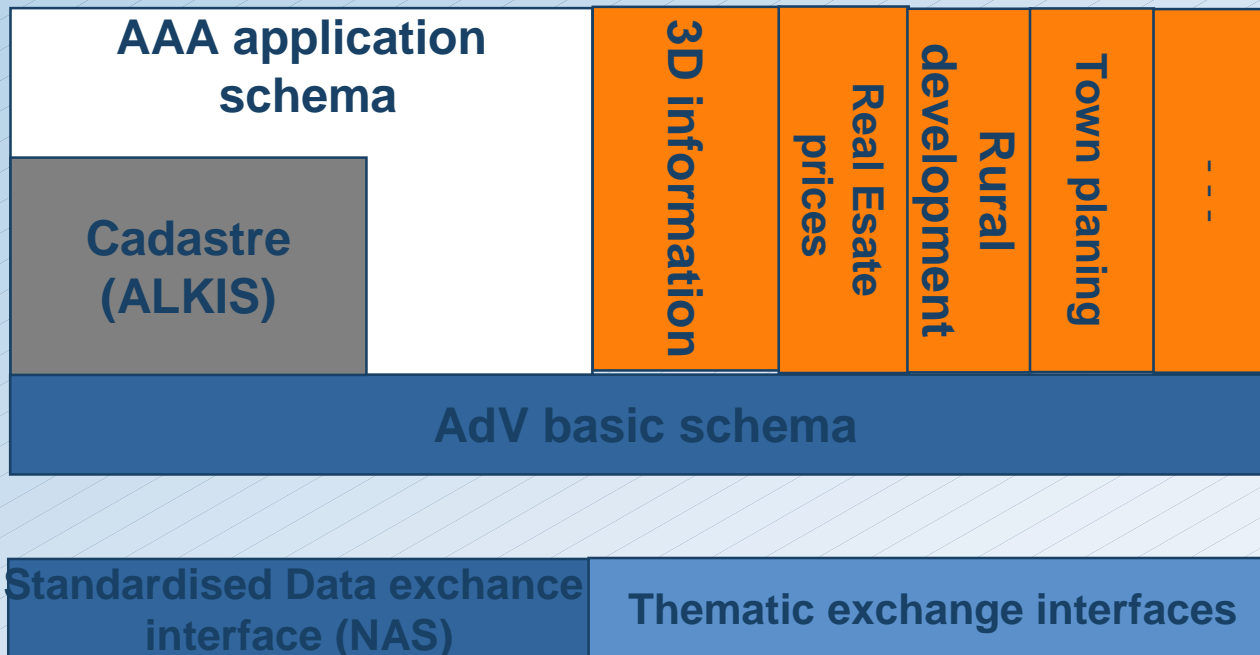 AAA application
schema
3D information
Real Esate
prices
Rural
development
Town planing
- - -
Cadastre
(ALKIS)
AdV basic schema
Standardised Data exchance
interface (NAS)
Thematic exchange interfaces